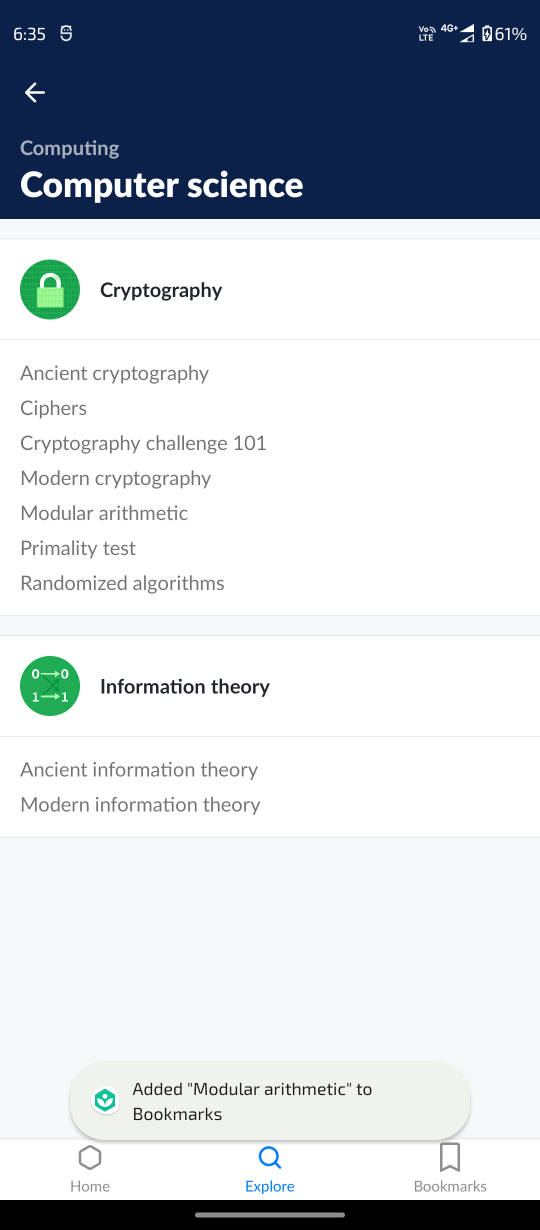 6:35
Vo LTE 4G+ 61%
Computing
Computer science
Cryptography
Ancient cryptography
Ciphers
Cryptography challenge 101
Modern cryptography
Modular arithmetic
Primality test
Randomized algorithms
0→0
1→1
Information theory
Ancient information theory
Modern information theory
Added "Modular arithmetic" to
Bookmarks
Home Explore Bookmarks